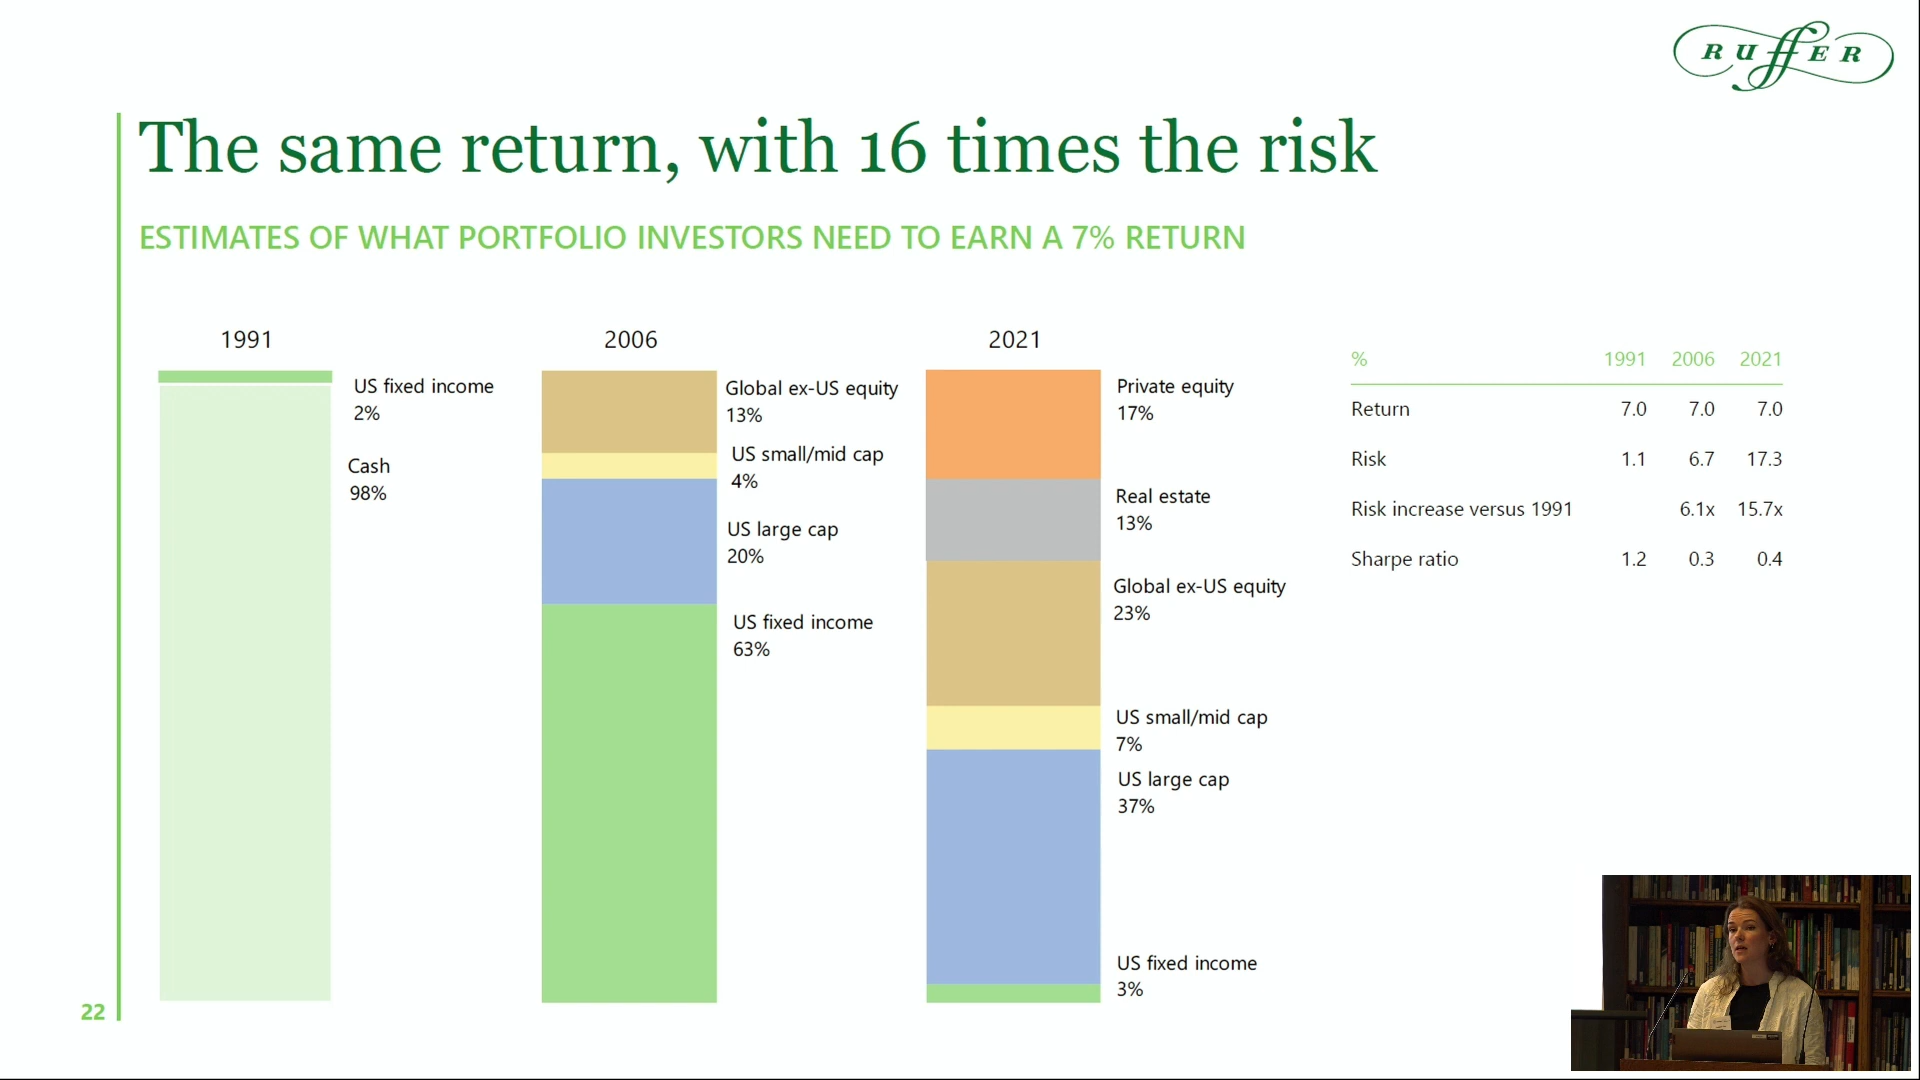 RUFFER
The same return, with 16 times the risk
ESTIMATES OF WHAT PORTFOLIO INVESTORS NEED TO EARN A 7% RETURN
1991
US fixed income
2%
Cash
98%
2006
Global ex-US equity
13%
US small/mid cap
4%
US large cap
20%
US fixed income
63%
2021
Private equity
17%
Real estate
13%
Global ex-US equity
23%
US small/mid cap
7%
US large cap
37%
US fixed income
3%
% 1991 2006 2021
Return 7.0 7.0 7.0
Risk 1.1 6.7 17.3
Risk increase versus 1991 6.1x 15.7x
Sharpe ratio 1.2 0.3 0.4
22